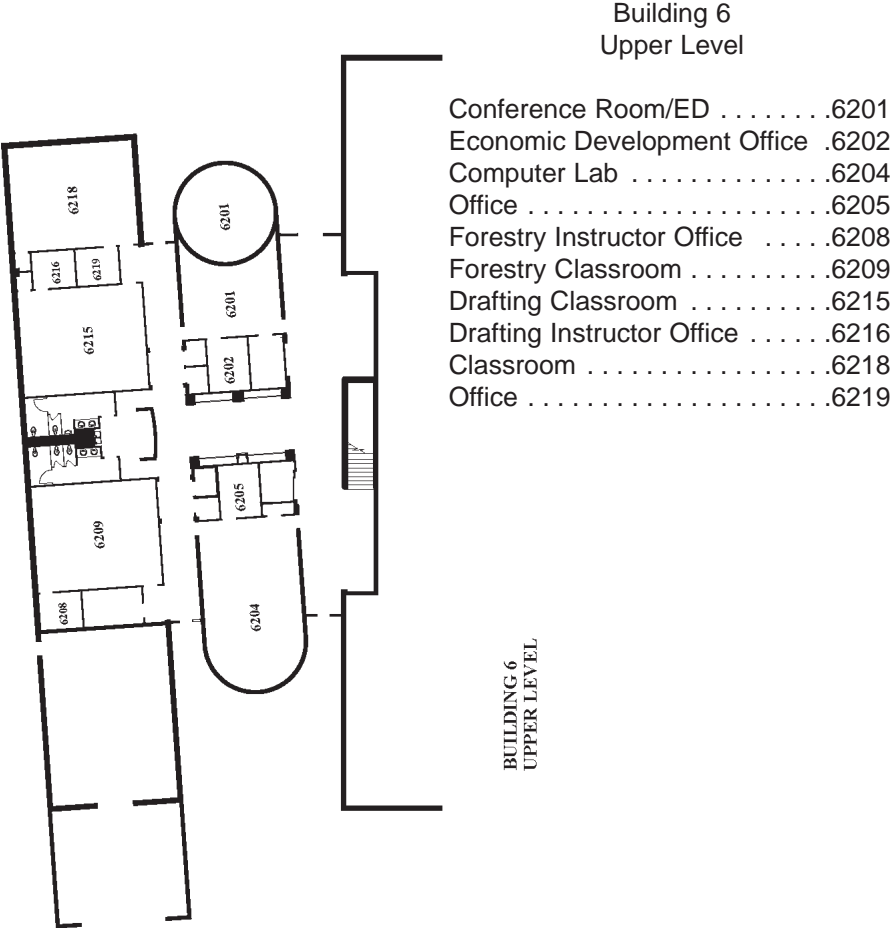 Building 6
Upper Level
Conference Room/ED . . . . . . . .6201
Economic Development Office .6202
Computer Lab . . . . . . . . . . . . . .6204
Office . . . . . . . . . . . . . . . . . . . . .6205
Forestry Instructor Office . . . . .6208
Forestry Classroom . . . . . . . . . .6209
Drafting Classroom . . . . . . . . . .6215
Drafting Instructor Office . . . . . .6216
Classroom . . . . . . . . . . . . . . . . .6218
Office . . . . . . . . . . . . . . . . . . . . .6219
6218
6216
6219
6215
6209
6208
6201
6201
6202
6205
6204
BUILDING 6
UPPER LEVEL